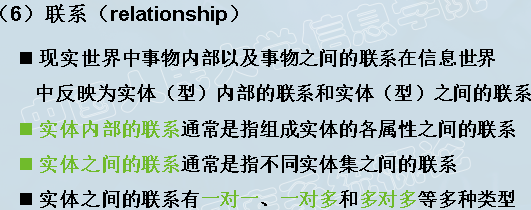 （6）联系（relationship）
■ 现实世界中事物内部以及事物之间的联系在信息世界
中反映为实体（型）内部的联系和实体（型）之间的联系
■ 实体内部的联系通常是指组成实体的各属性之间的联系
■ 实体之间的联系通常是指不同实体集之间的联系
■ 实体之间的联系有一对一、一对多和多对多等多种类型